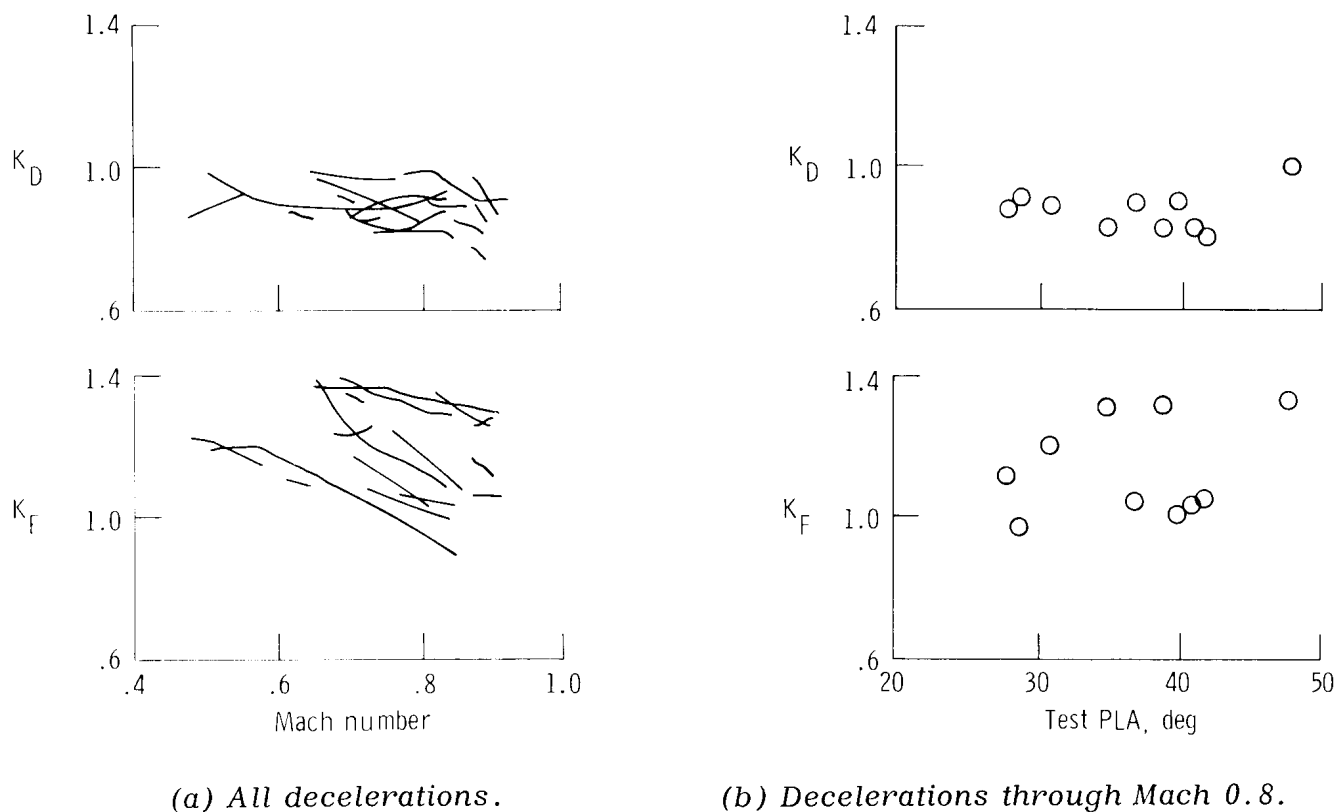 1.4
K_D
1.0
.6
1.4
K_F
1.0
.6
.4
.6
.8
1.0
Mach number
(a) All decelerations.
1.4
K_D
1.0
.6
1.4
K_F
1.0
.6
20
30
40
50
Test PLA, deg
(b) Decelerations through Mach 0.8.